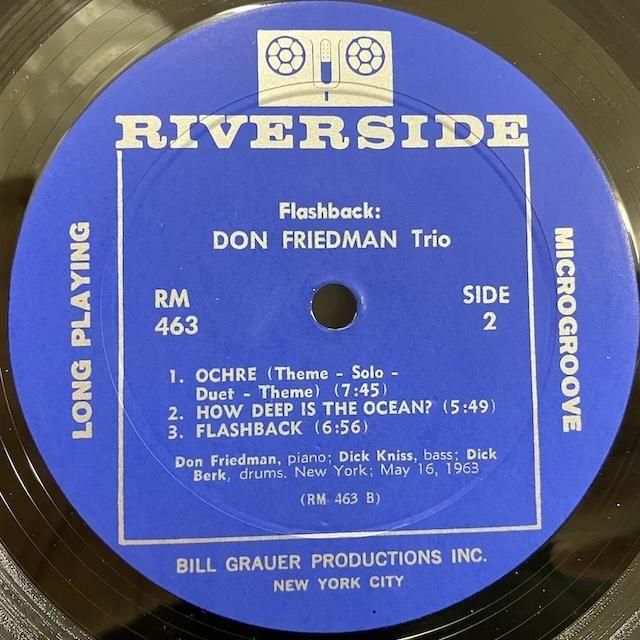 RIVERSIDE
Flashback:
DON FRIEDMAN Trio
LONG PLAYING
MICROGROOVE
RM
463
SIDE
2
1. OCHRE (Theme - Solo -
Duet - Theme) (7:45)
2. HOW DEEP IS THE OCEAN? (5:49)
3. FLASHBACK (6:56)
Don Friedman, piano; Dick Kniss, bass; Dick
Berk, drums. New York; May 16, 1963
(RM 463 B)
BILL GRAUER PRODUCTIONS INC.
NEW YORK CITY